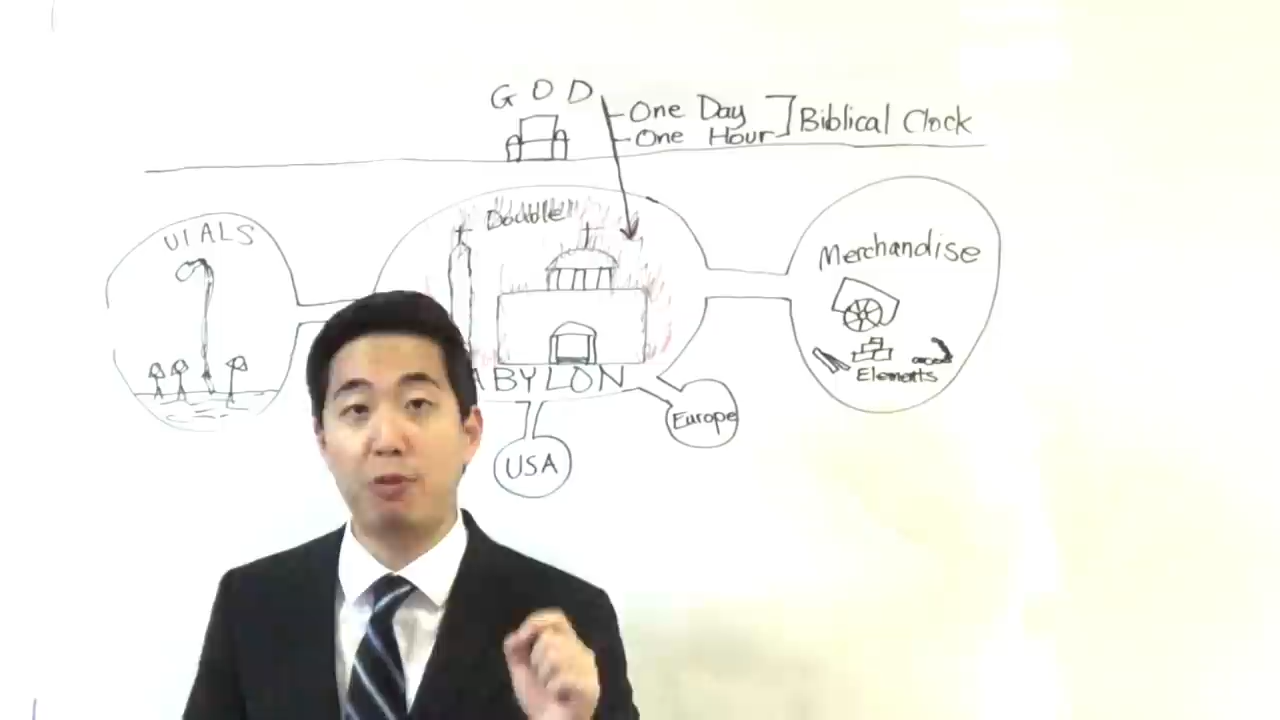 GOD
One Day
One Hour
Biblical Clock
VIALS
Double
Merchandise
Elements
ABYLON
Europe
USA